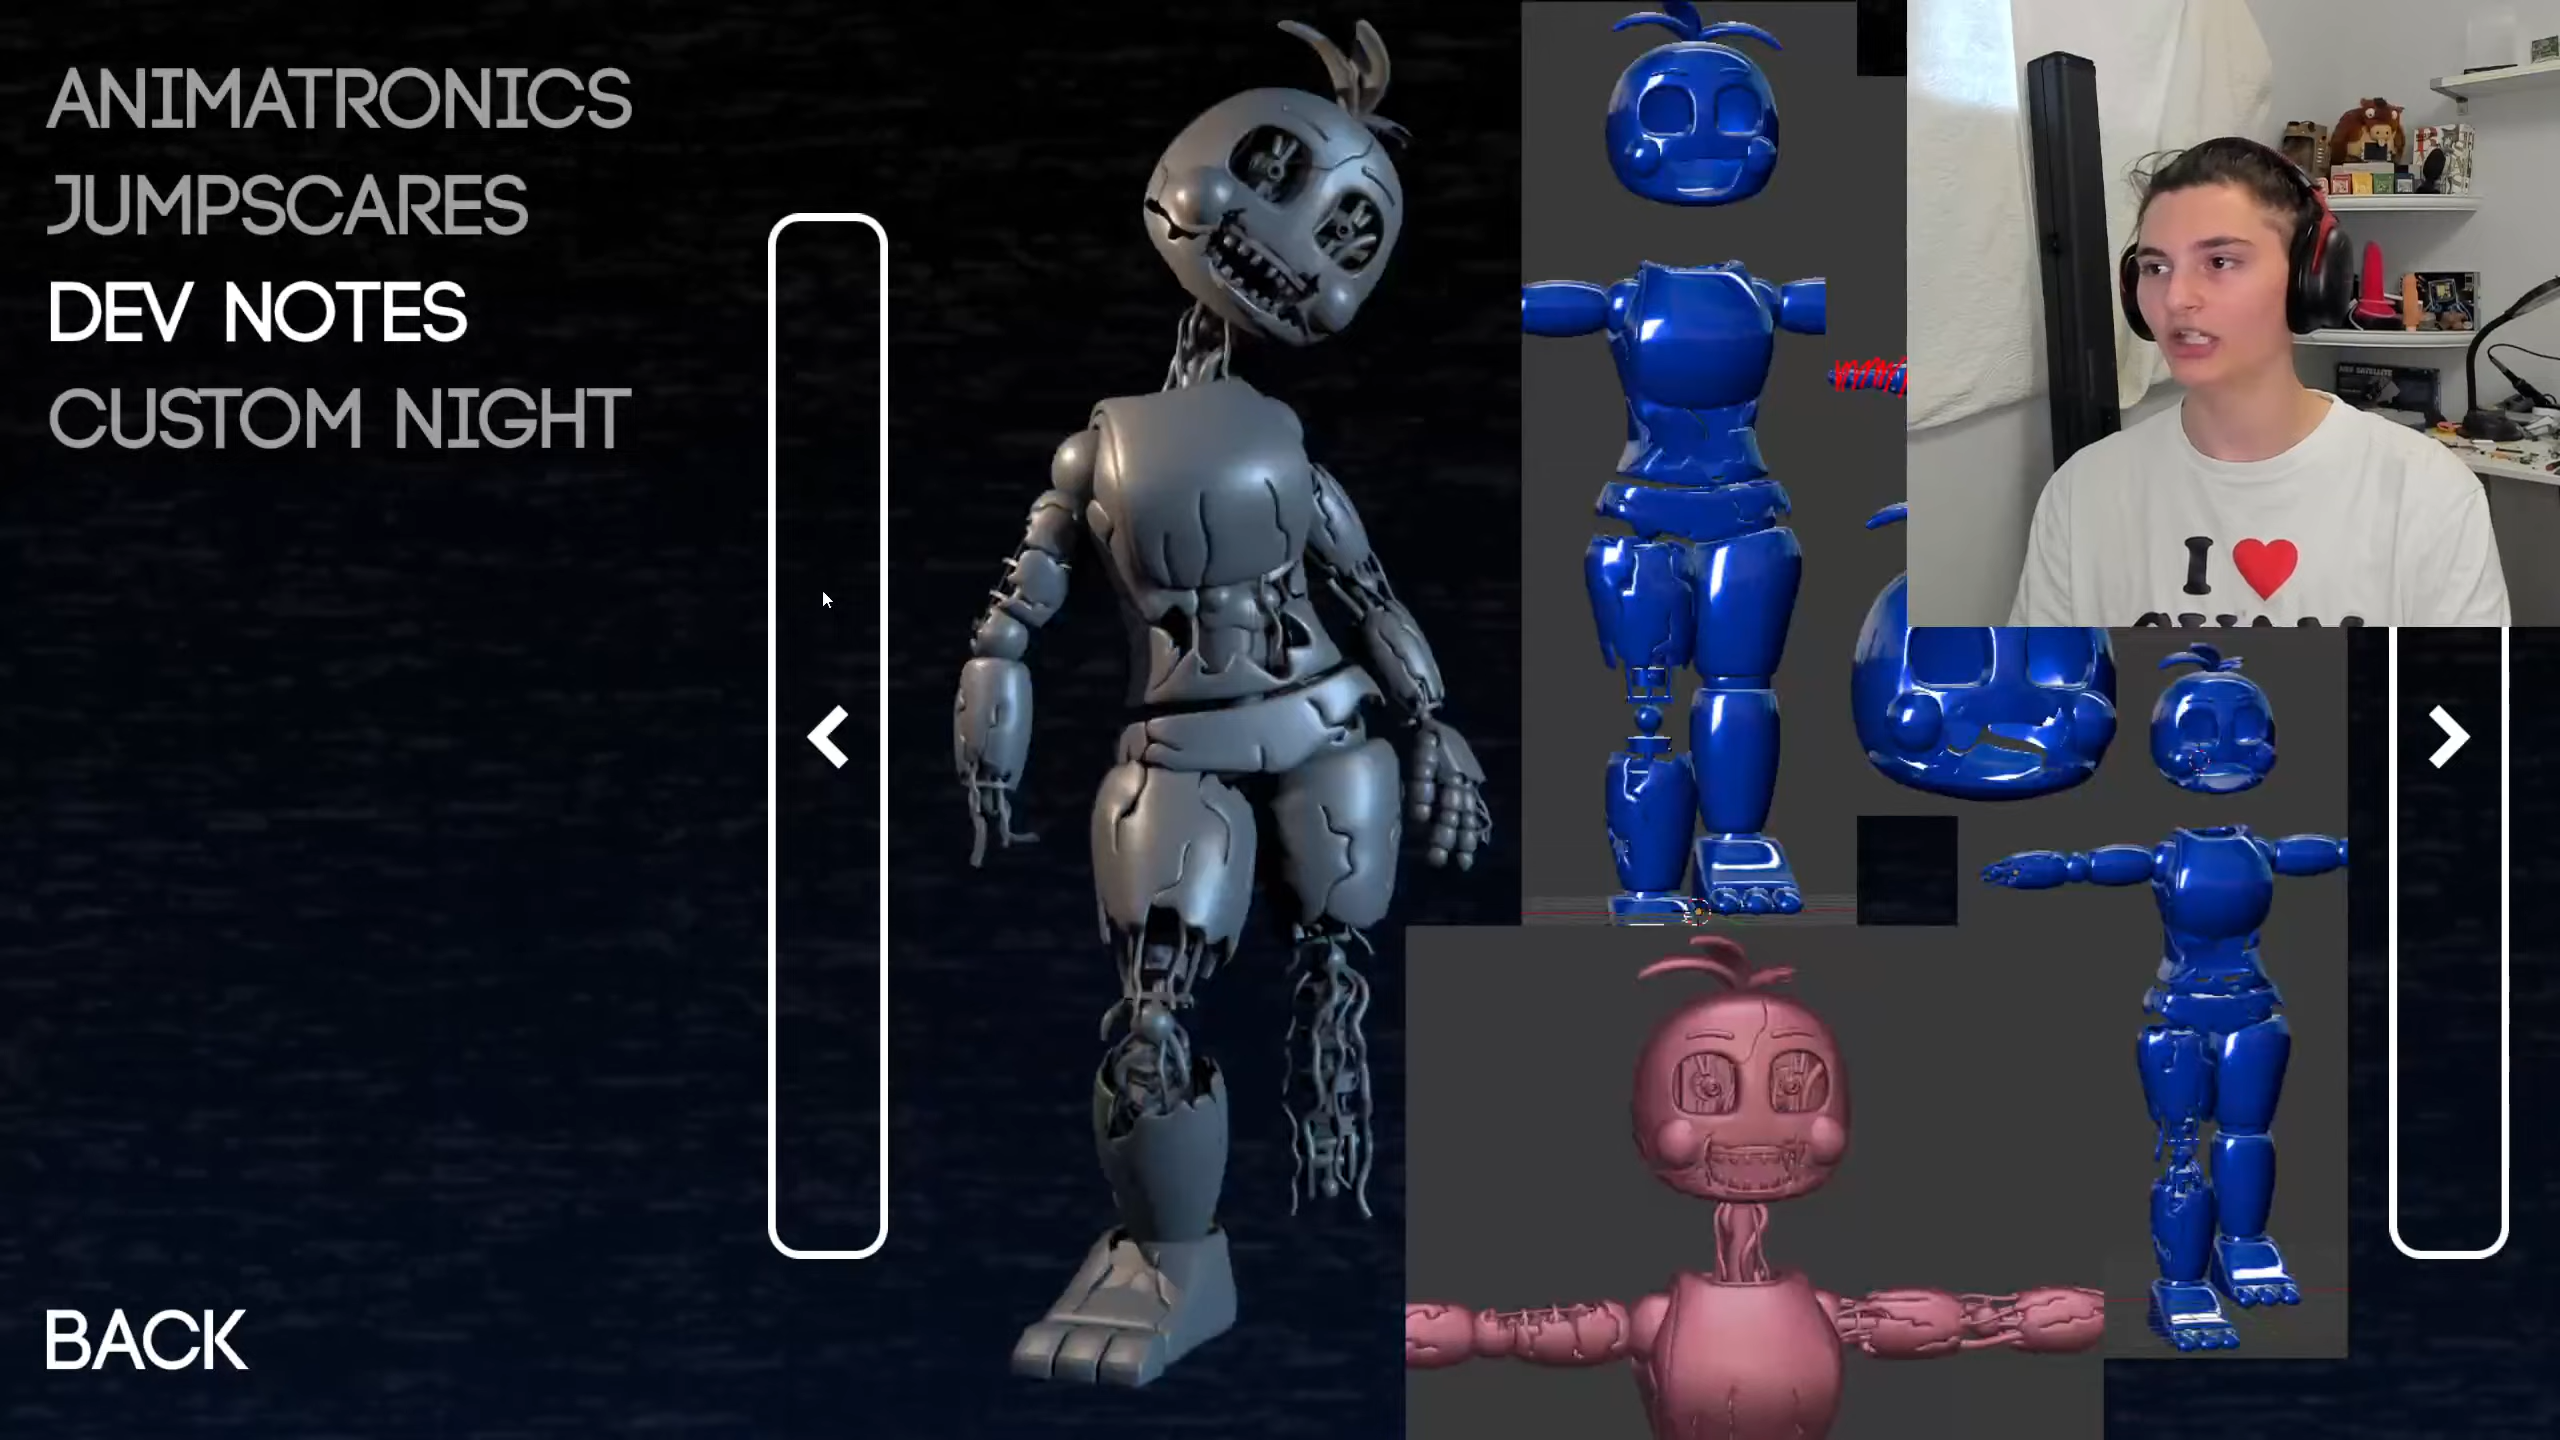 ANIMATRONICS
JUMPSCARES
DEV NOTES
CUSTOM NIGHT
BACK
I ❤